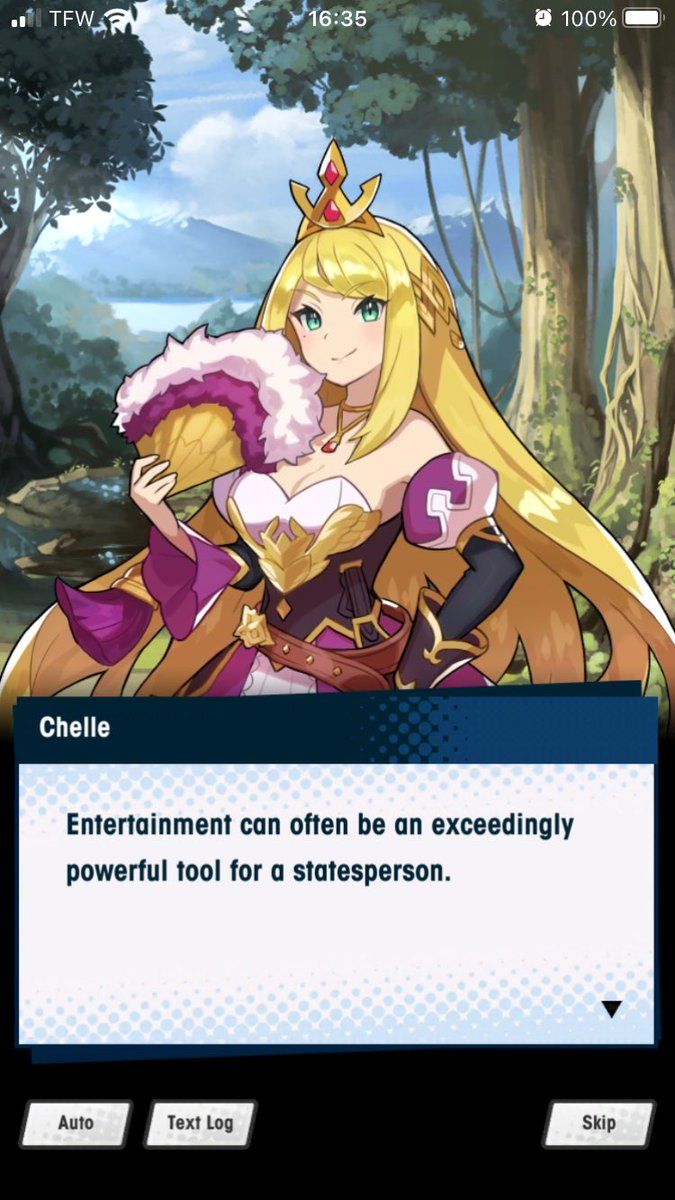 TFW 16:35 100%
Chelle
Entertainment can often be an exceedingly
powerful tool for a statesperson.
Auto Text Log Skip